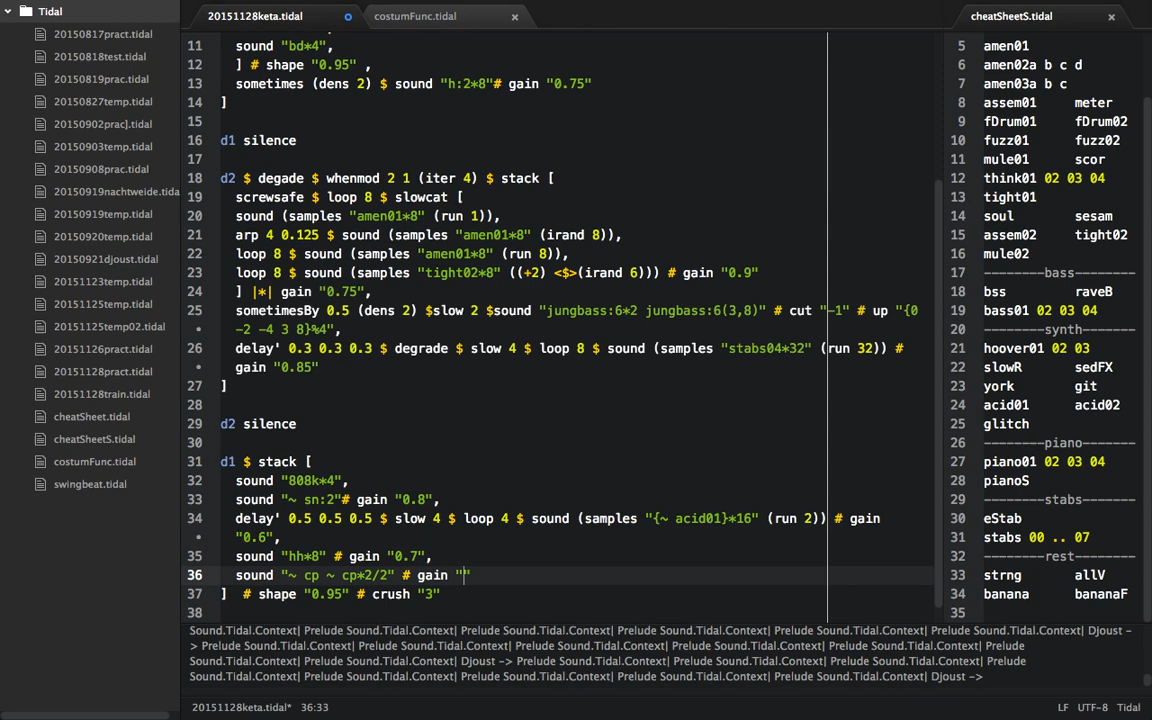 Tidal
20150817pract.tidal
20150818test.tidal
20150819prac.tidal
20150827temp.tidal
20150902prac].tidal
20150903temp.tidal
20150908prac.tidal
20150919nachtweide.tida
20150919temp.tidal
20150920temp.tidal
20150921djoust.tidal
20151123temp.tidal
20151125temp.tidal
20151125temp02.tidal
20151126pract.tidal
20151128pract.tidal
20151128train.tidal
cheatSheet.tidal
cheatSheetS.tidal
costumFunc.tidal
swingbeat.tidal
20151128keta.tidal
costumFunc.tidal
11 sound "bd*4",
12 ] # shape "0.95" ,
13 sometimes (dens 2) $ sound "h:2*8"# gain "0.75"
14 ]
15
16 d1 silence
17
18 d2 $ degade $ whenmod 2 1 (iter 4) $ stack [
19 screwsafe $ loop 8 $ slowcat [
20 sound (samples "amen01*8" (run 1)),
21 arp 4 0.125 $ sound (samples "amen01*8" (irand 8)),
22 loop 8 $ sound (samples "amen01*8" (run 8)),
23 loop 8 $ sound (samples "tight02*8" ((+2) <$>(irand 6))) # gain "0.9"
24 ] |*| gain "0.75",
25 sometimesBy 0.5 (dens 2) $slow 2 $sound "jungbass:6*2 jungbass:6(3,8)" # cut "-1" # up "{0
• -2 -4 3 8}%4",
26 delay' 0.3 0.3 0.3 $ degrade $ slow 4 $ loop 8 $ sound (samples "stabs04*32" (run 32)) #
• gain "0.85"
27 ]
28
29 d2 silence
30
31 d1 $ stack [
32 sound "808k*4",
33 sound "~ sn:2"# gain "0.8",
34 delay' 0.5 0.5 0.5 $ slow 4 $ loop 4 $ sound (samples "{~ acid01}*16" (run 2)) # gain
• "0.6",
35 sound "hh*8" # gain "0.7",
36 sound "~ cp ~ cp*2/2" # gain ""
37 ] # shape "0.95" # crush "3"
38
Sound.Tidal.Context| Prelude Sound.Tidal.Context| Prelude Sound.Tidal.Context| Prelude Sound.Tidal.Context| Prelude Sound.Tidal.Context| Prelude Sound.Tidal.Context| Djoust -
> Prelude Sound.Tidal.Context| Prelude Sound.Tidal.Context| Prelude Sound.Tidal.Context| Prelude Sound.Tidal.Context| Prelude Sound.Tidal.Context| Prelude
Sound.Tidal.Context| Prelude Sound.Tidal.Context| Djoust -> Prelude Sound.Tidal.Context| Prelude Sound.Tidal.Context| Prelude Sound.Tidal.Context| Prelude
Sound.Tidal.Context| Prelude Sound.Tidal.Context| Prelude Sound.Tidal.Context| Prelude Sound.Tidal.Context| Prelude Sound.Tidal.Context| Djoust ->
20151128keta.tidal* 36:33
LF UTF-8 Tidal
cheatSheetS.tidal
5 amen01
6 amen02a b c d
7 amen03a b c
8 assem01 meter
9 fDrum01 fDrum02
10 fuzz01 fuzz02
11 mule01 scor
12 think01 02 03 04
13 tight01
14 soul sesam
15 assem02 tight02
16 mule02
17 --------bass--------
18 bss raveB
19 bass01 02 03 04
20 --------synth-------
21 hoover01 02 03
22 slowR sedFX
23 york git
24 acid01 acid02
25 glitch
26 --------piano-------
27 piano01 02 03 04
28 pianoS
29 --------stabs-------
30 eStab
31 stabs 00 .. 07
32 --------rest--------
33 strng allV
34 banana bananaF
35